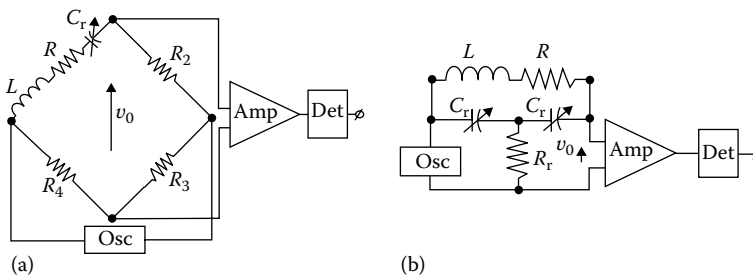 C_r
R
R_2
L
v_0
Amp
Det
R_4
R_3
Osc
(a)
L
R
C_r
C_r
Osc
R_r
v_0
Amp
Det
(b)